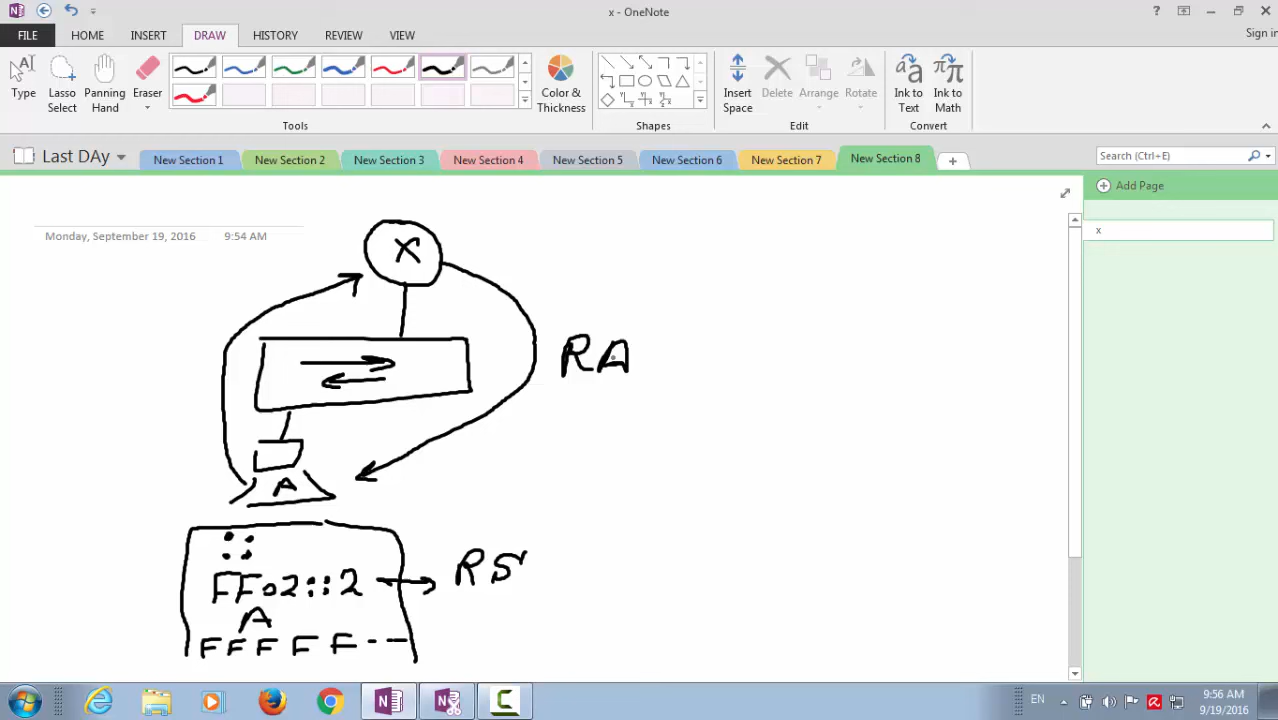 x - OneNote
? 
Sign in
FILE HOME INSERT DRAW HISTORY REVIEW VIEW
Type
Lasso Select
Panning Hand
Eraser
Color & Thickness
Insert Space
Delete
Arrange
Rotate
Ink to Text
Ink to Math
Tools
Shapes
Edit
Convert
Last DAy
New Section 1
New Section 2
New Section 3
New Section 4
New Section 5
New Section 6
New Section 7
New Section 8
Search (Ctrl+E)
Add Page
x
Monday, September 19, 2016 9:54 AM
X
RA
A
::
FF02::2 → RS
A
FFFFF---
EN
9:56 AM
9/19/2016